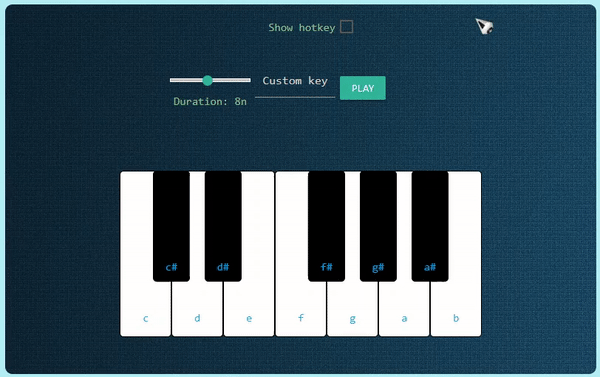 Show hotkey
Custom key
PLAY
Duration: 8n
c# d# f# g# a#
c d e f g a b